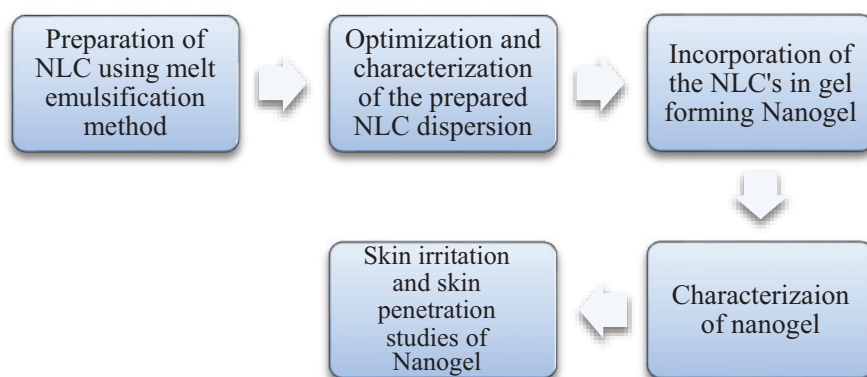 Preparation of
NLC using melt
emulsification
method
Optimization and
characterization
of the prepared
NLC dispersion
Incorporation of
the NLC's in gel
forming Nanogel
Characterizaion
of nanogel
Skin irritation
and skin
penetration
studies of
Nanogel